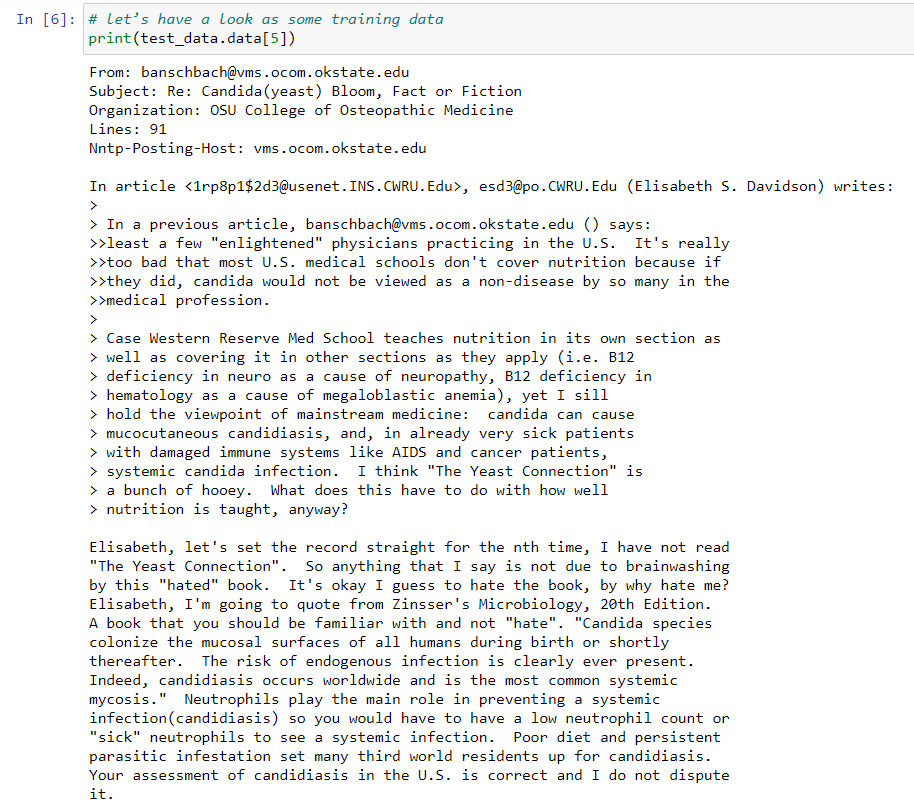 In [6]: # let's have a look as some training data
print(test_data.data[5])
From: banschbach@vms.ocom.okstate.edu
Subject: Re: Candida(yeast) Bloom, Fact or Fiction
Organization: OSU College of Osteopathic Medicine
Lines: 91
Nntp-Posting-Host: vms.ocom.okstate.edu
In article <1rp8p1$2d3@usenet.INS.CWRU.Edu>, esd3@po.CWRU.Edu (Elisabeth S. Davidson) writes:
>
> In a previous article, banschbach@vms.ocom.okstate.edu () says:
>>least a few "enlightened" physicians practicing in the U.S.  It's really
>>too bad that most U.S. medical schools don't cover nutrition because if
>>they did, candida would not be viewed as a non-disease by so many in the
>>medical profession.
>
> Case Western Reserve Med School teaches nutrition in its own section as
> well as covering it in other sections as they apply (i.e. B12
> deficiency in neuro as a cause of neuropathy, B12 deficiency in
> hematology as a cause of megaloblastic anemia), yet I sill
> hold the viewpoint of mainstream medicine:  candida can cause
> mucocutaneous candidiasis, and, in already very sick patients
> with damaged immune systems like AIDS and cancer patients,
> systemic candida infection.  I think "The Yeast Connection" is
> a bunch of hooey.  What does this have to do with how well
> nutrition is taught, anyway?
Elisabeth, let's set the record straight for the nth time, I have not read
"The Yeast Connection".  So anything that I say is not due to brainwashing
by this "hated" book.  It's okay I guess to hate the book, by why hate me?
Elisabeth, I'm going to quote from Zinsser's Microbiology, 20th Edition.
A book that you should be familiar with and not "hate". "Candida species
colonize the mucosal surfaces of all humans during birth or shortly
thereafter.  The risk of endogenous infection is clearly ever present.
Indeed, candidiasis occurs worldwide and is the most common systemic
mycosis."  Neutrophils play the main role in preventing a systemic
infection(candidiasis) so you would have to have a low neutrophil count or
"sick" neutrophils to see a systemic infection.  Poor diet and persistent
parasitic infestation set many third world residents up for candidiasis.
Your assessment of candidiasis in the U.S. is correct and I do not dispute
it.